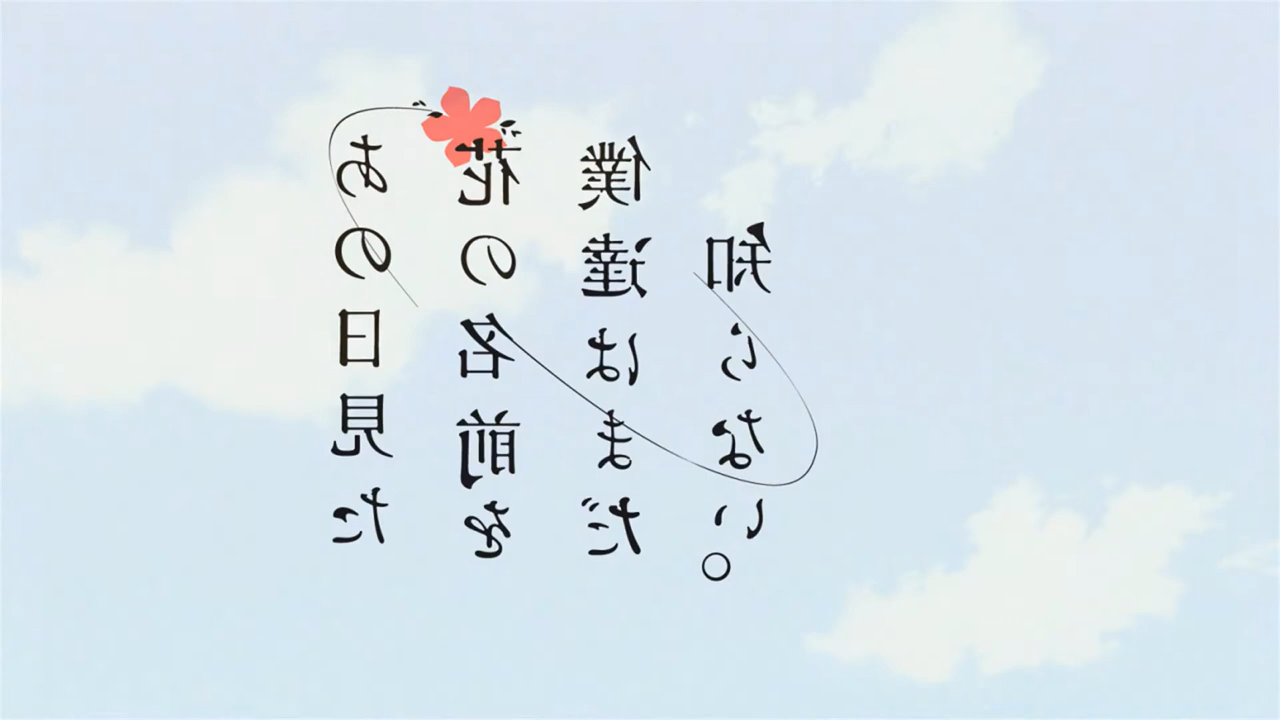 あの日見た
花の名前を
僕達はまだ
知らない。